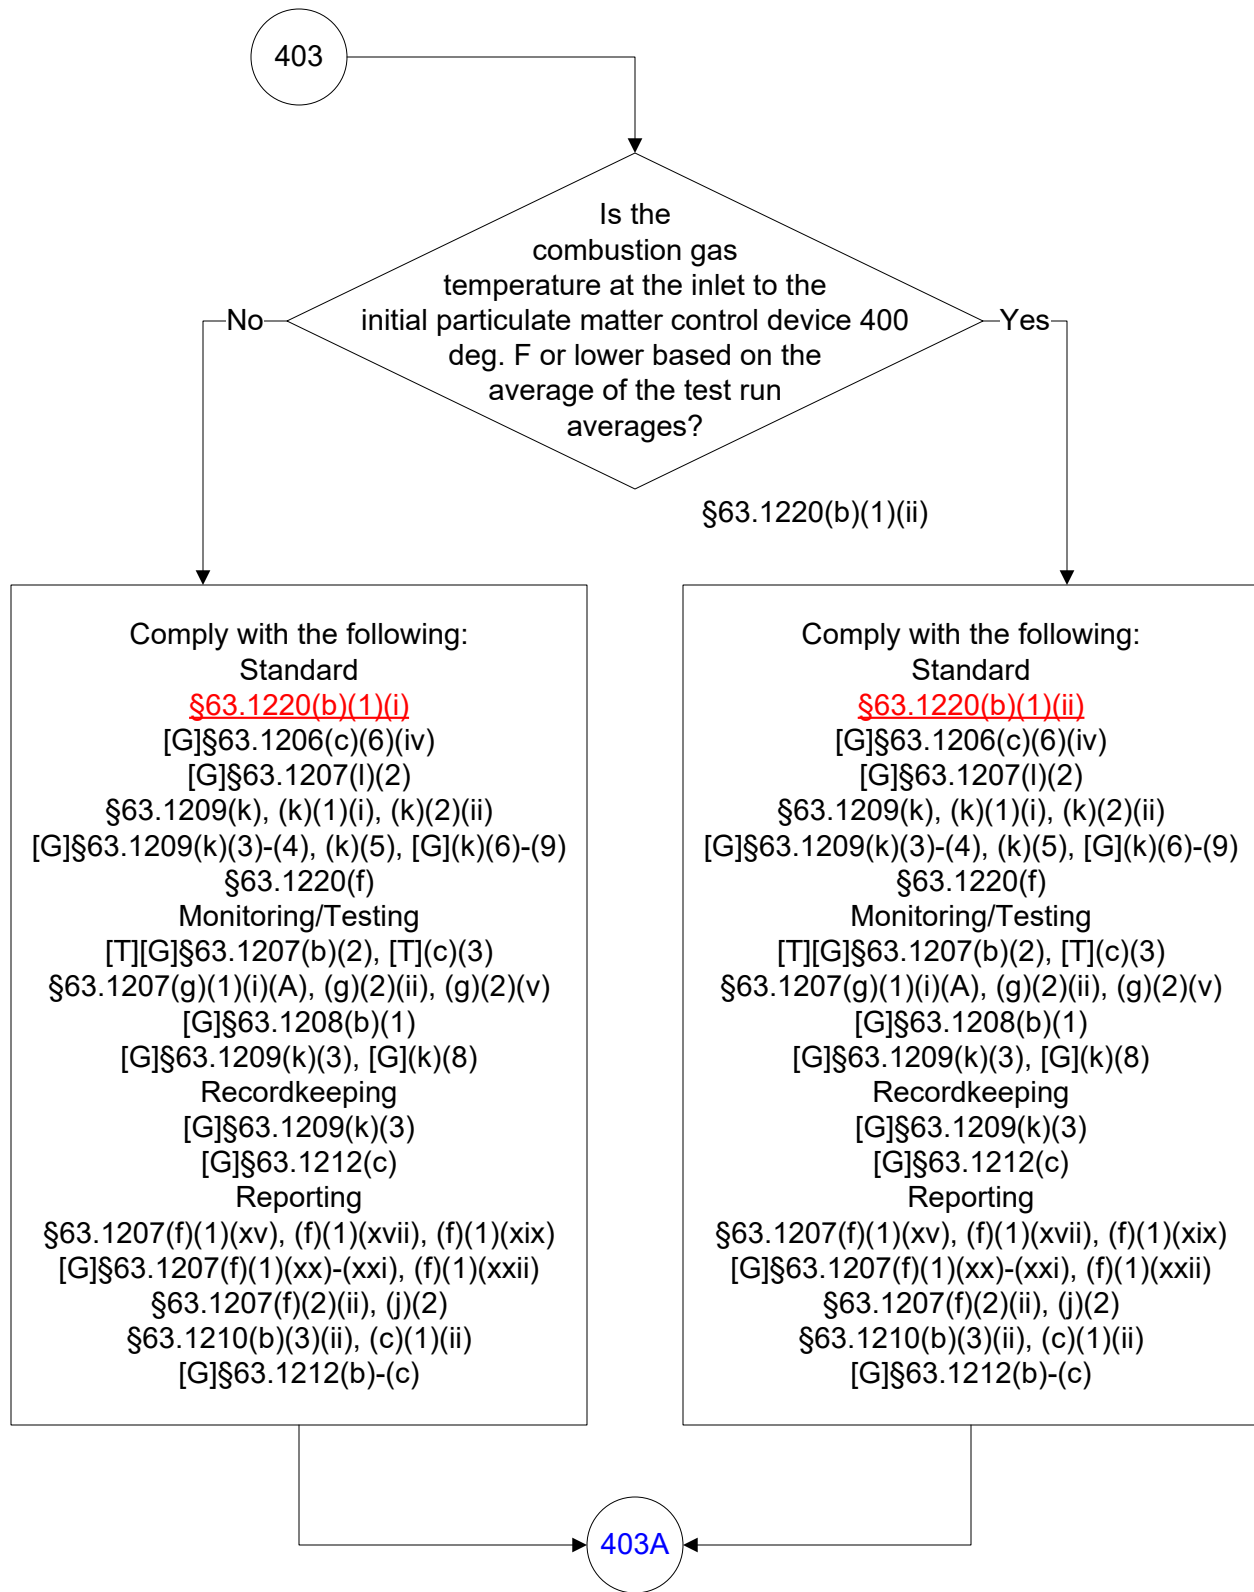 403
Is the
combustion gas
temperature at the inlet to the
initial particulate matter control device 400
deg. F or lower based on the
average of the test run
averages?
No
Yes
§63.1220(b)(1)(ii)
Comply with the following:
Standard
§63.1220(b)(1)(i)
[G]§63.1206(c)(6)(iv)
[G]§63.1207(l)(2)
§63.1209(k), (k)(1)(i), (k)(2)(ii)
[G]§63.1209(k)(3)-(4), (k)(5), [G](k)(6)-(9)
§63.1220(f)
Monitoring/Testing
[T][G]§63.1207(b)(2), [T](c)(3)
§63.1207(g)(1)(i)(A), (g)(2)(ii), (g)(2)(v)
[G]§63.1208(b)(1)
[G]§63.1209(k)(3), [G](k)(8)
Recordkeeping
[G]§63.1209(k)(3)
[G]§63.1212(c)
Reporting
§63.1207(f)(1)(xv), (f)(1)(xvii), (f)(1)(xix)
[G]§63.1207(f)(1)(xx)-(xxi), (f)(1)(xxii)
§63.1207(f)(2)(ii), (j)(2)
§63.1210(b)(3)(ii), (c)(1)(ii)
[G]§63.1212(b)-(c)
Comply with the following:
Standard
§63.1220(b)(1)(ii)
[G]§63.1206(c)(6)(iv)
[G]§63.1207(l)(2)
§63.1209(k), (k)(1)(i), (k)(2)(ii)
[G]§63.1209(k)(3)-(4), (k)(5), [G](k)(6)-(9)
§63.1220(f)
Monitoring/Testing
[T][G]§63.1207(b)(2), [T](c)(3)
§63.1207(g)(1)(i)(A), (g)(2)(ii), (g)(2)(v)
[G]§63.1208(b)(1)
[G]§63.1209(k)(3), [G](k)(8)
Recordkeeping
[G]§63.1209(k)(3)
[G]§63.1212(c)
Reporting
§63.1207(f)(1)(xv), (f)(1)(xvii), (f)(1)(xix)
[G]§63.1207(f)(1)(xx)-(xxi), (f)(1)(xxii)
§63.1207(f)(2)(ii), (j)(2)
§63.1210(b)(3)(ii), (c)(1)(ii)
[G]§63.1212(b)-(c)
403A